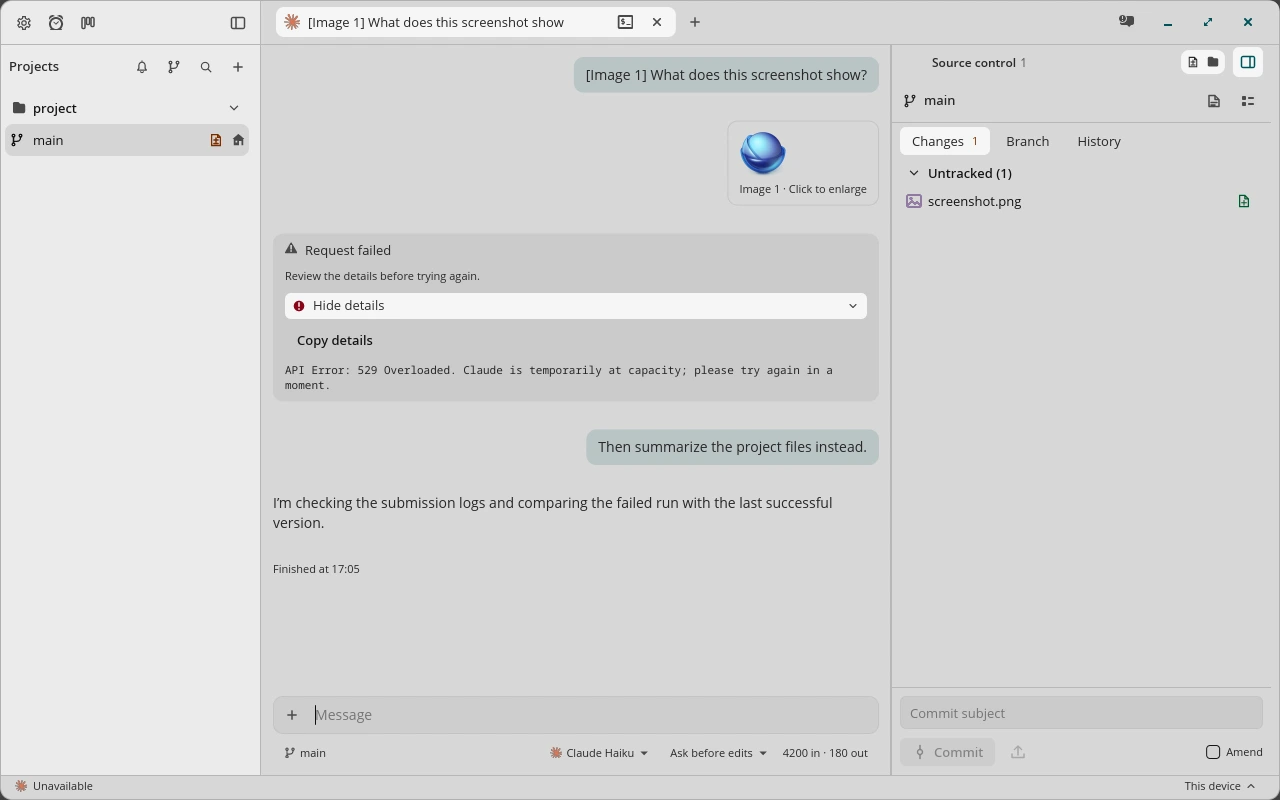 [Image 1] What does this screenshot show
Projects
project
main
[Image 1] What does this screenshot show?
Image 1 · Click to enlarge
Request failed
Review the details before trying again.
Hide details
Copy details
API Error: 529 Overloaded. Claude is temporarily at capacity; please try again in a
moment.
Then summarize the project files instead.
I’m checking the submission logs and comparing the failed run with the last successful
version.
Finished at 17:05
Message
main
Claude Haiku
Ask before edits
4200 in · 180 out
Source control 1
main
Changes 1
Branch
History
Untracked (1)
screenshot.png
Commit subject
Commit
Amend
Unavailable
This device